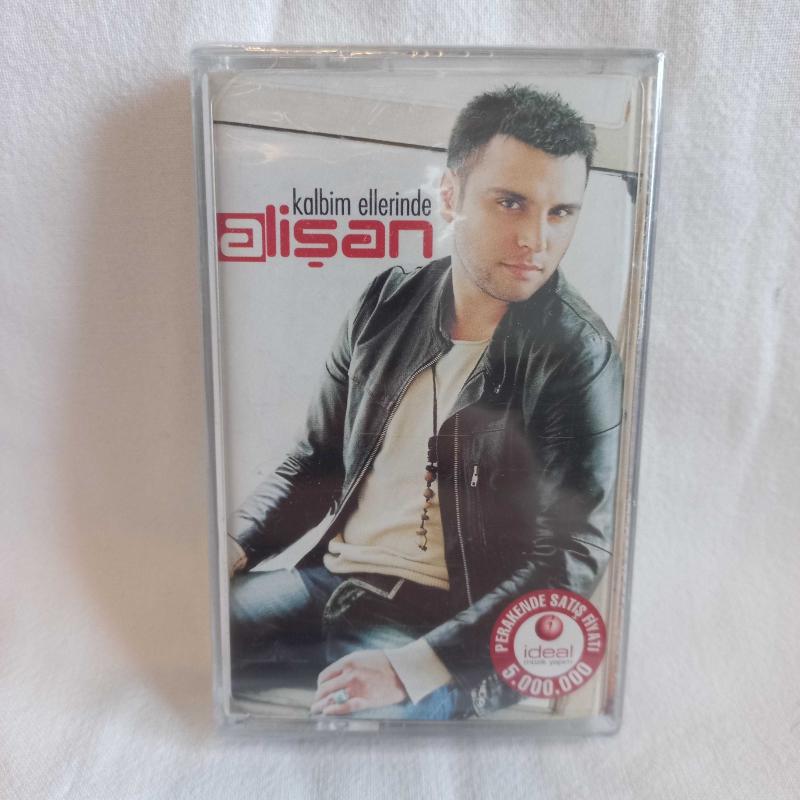 kalbim ellerinde
alişan
PERAKENDE SATIŞ FİYATI
ideal
müzik yapım
5.000.000